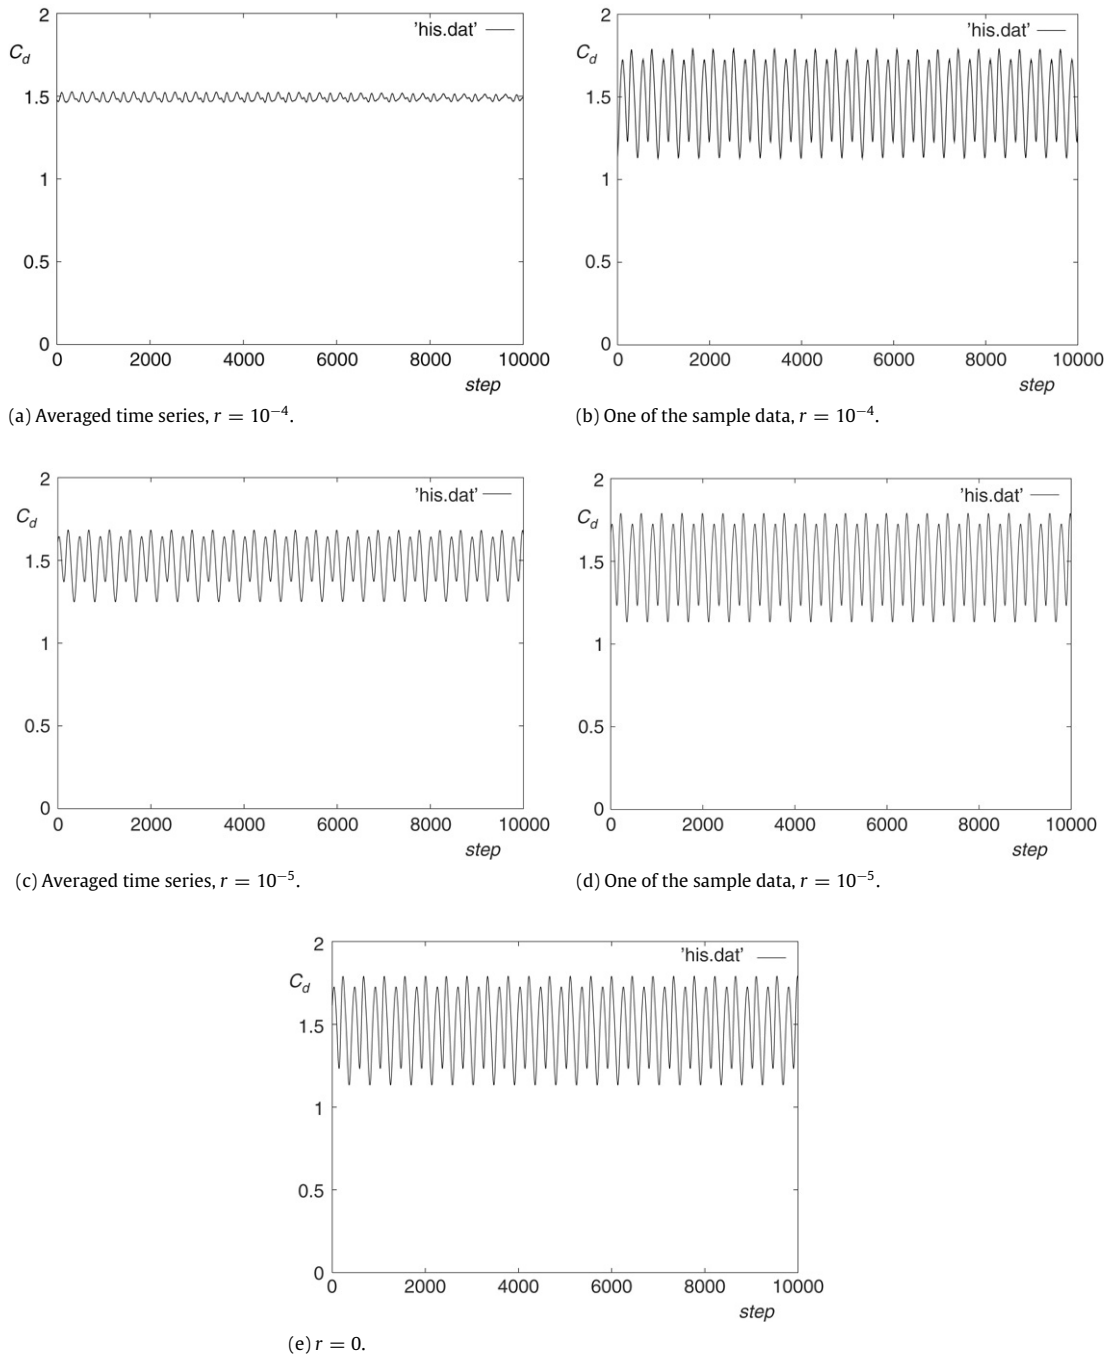 2
'his.dat'
C_d
1.5
1
0.5
0
0 2000 4000 6000 8000 10000
step
(a) Averaged time series, r = 10⁻⁴.
2
'his.dat'
C_d
1.5
1
0.5
0
0 2000 4000 6000 8000 10000
step
(b) One of the sample data, r = 10⁻⁴.
2
'his.dat'
C_d
1.5
1
0.5
0
0 2000 4000 6000 8000 10000
step
(c) Averaged time series, r = 10⁻⁵.
2
'his.dat'
C_d
1.5
1
0.5
0
0 2000 4000 6000 8000 10000
step
(d) One of the sample data, r = 10⁻⁵.
2
'his.dat'
C_d
1.5
1
0.5
0
0 2000 4000 6000 8000 10000
step
(e) r = 0.